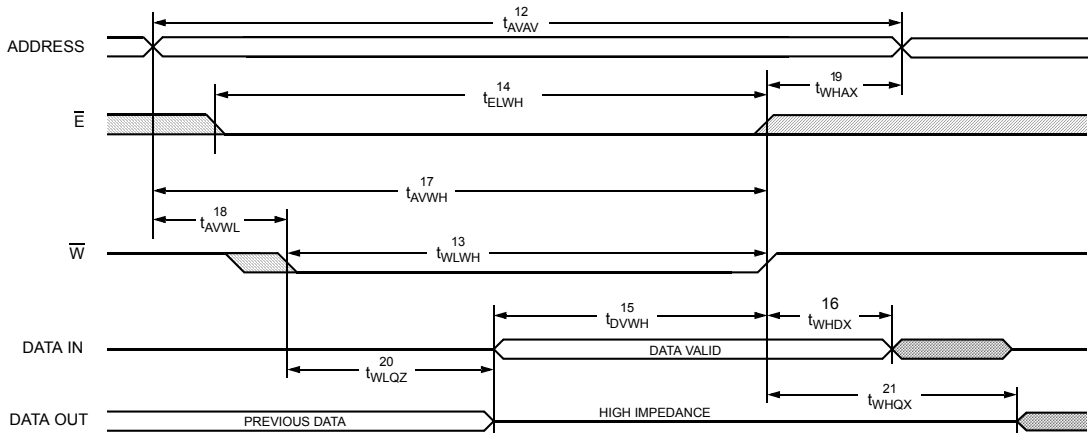 12
tAVAV
ADDRESS
14
tELWH
19
tWHAX
E
17
tAVWH
18
tAVWL
W
13
tWLWH
15
tDVWH
16
tWHDX
DATA IN
DATA VALID
20
tWLQZ
21
tWHQX
DATA OUT
PREVIOUS DATA
HIGH IMPEDANCE